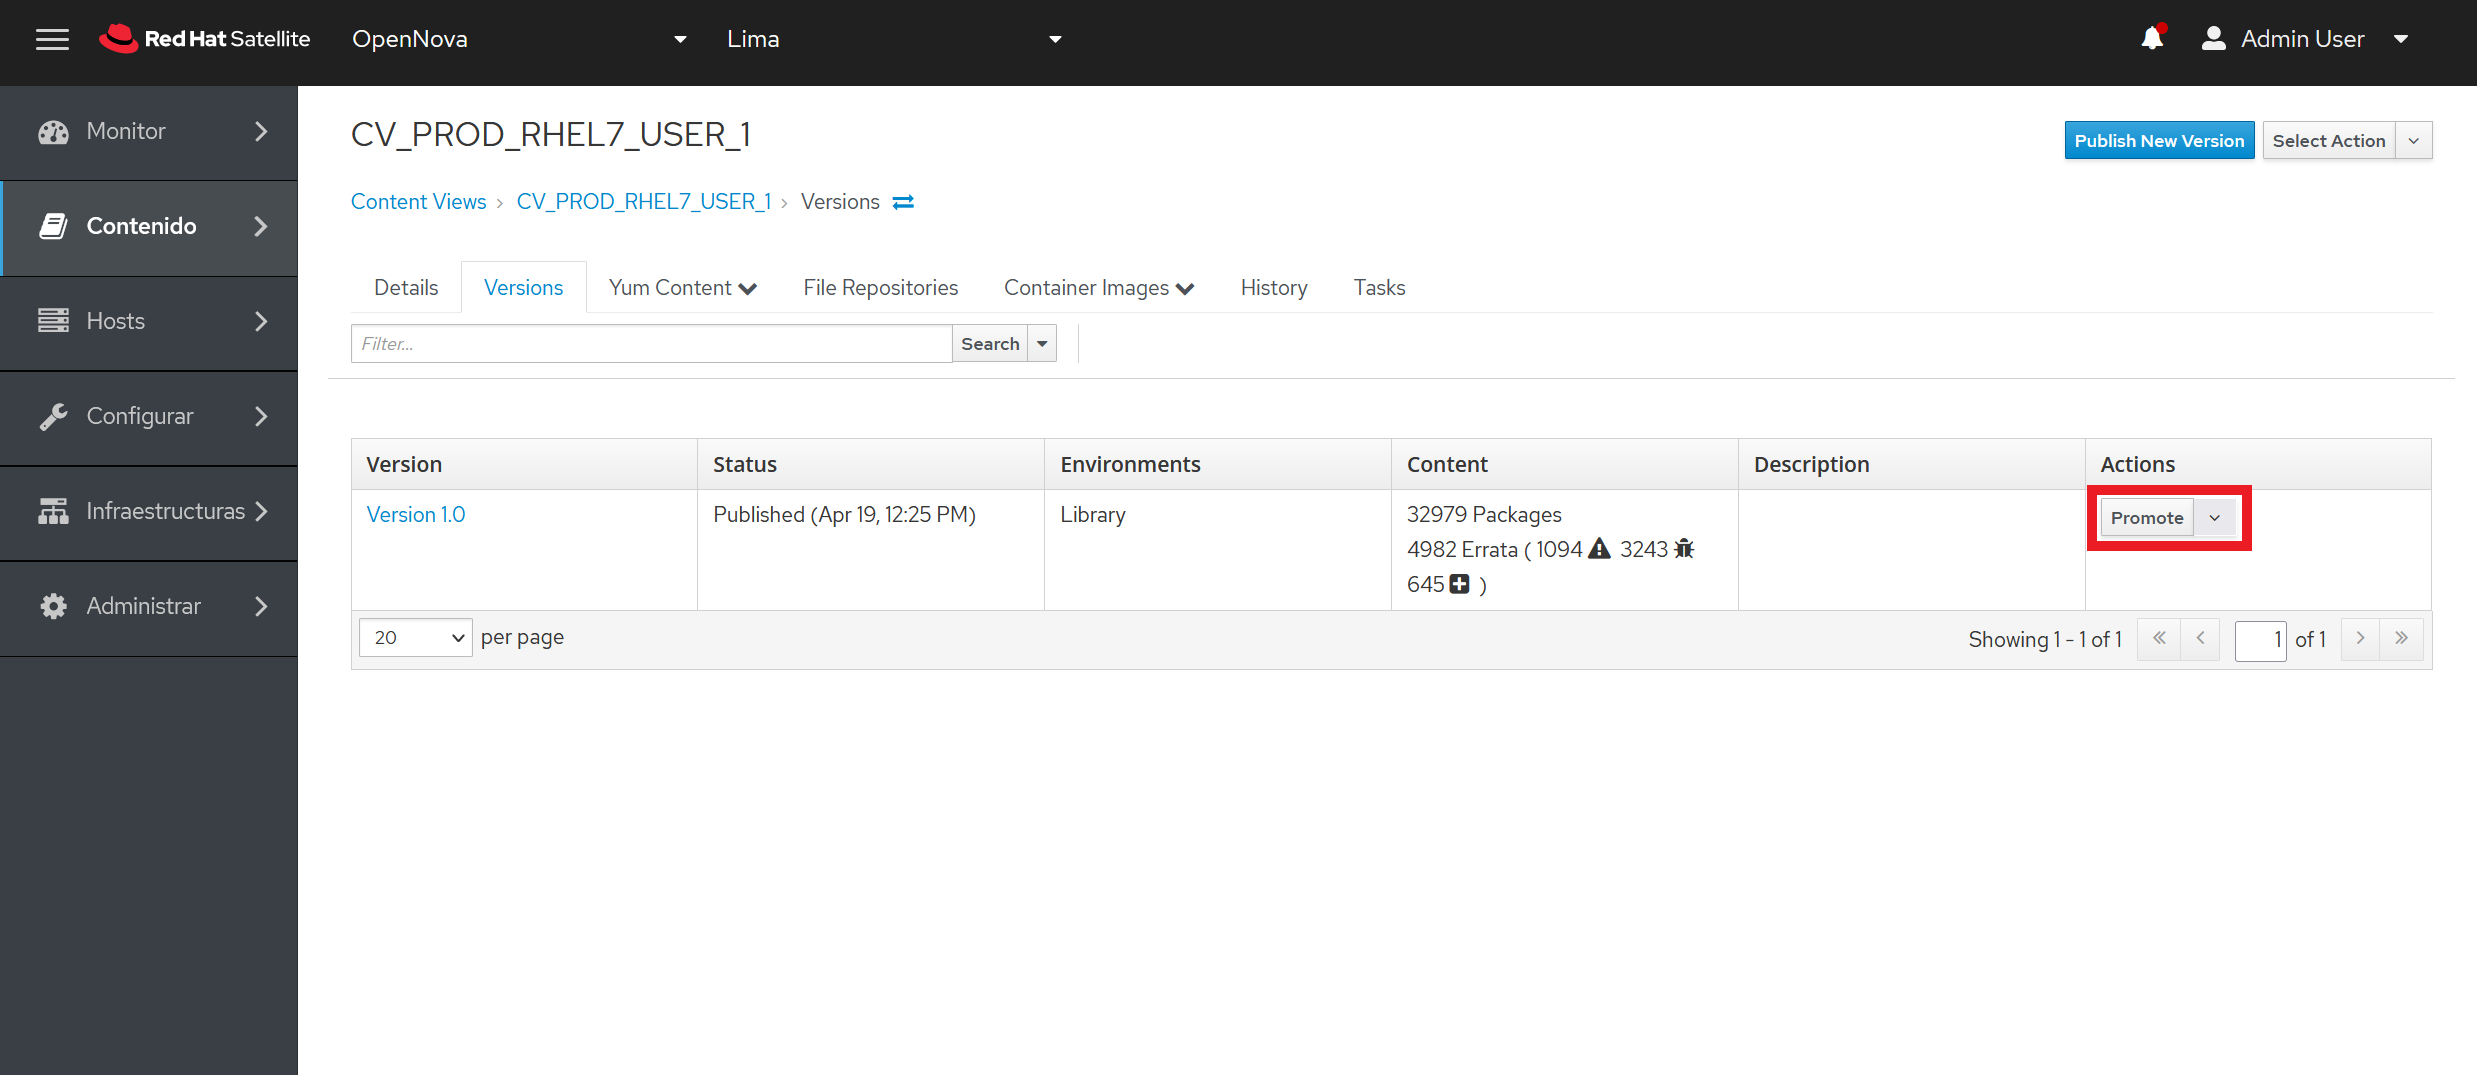 Red Hat Satellite OpenNova Lima Admin User
Monitor
Contenido
Hosts
Configurar
Infraestructuras
Administrar
CV_PROD_RHEL7_USER_1
Publish New Version Select Action
Content Views › CV_PROD_RHEL7_USER_1 › Versions
Details Versions Yum Content File Repositories Container Images History Tasks
Filter... Search
Version Status Environments Content Description Actions
Version 1.0 Published (Apr 19, 12:25 PM) Library 32979 Packages Promote
4982 Errata ( 1094 3243
645 )
20 per page Showing 1 - 1 of 1 « ‹ 1 of 1 › »